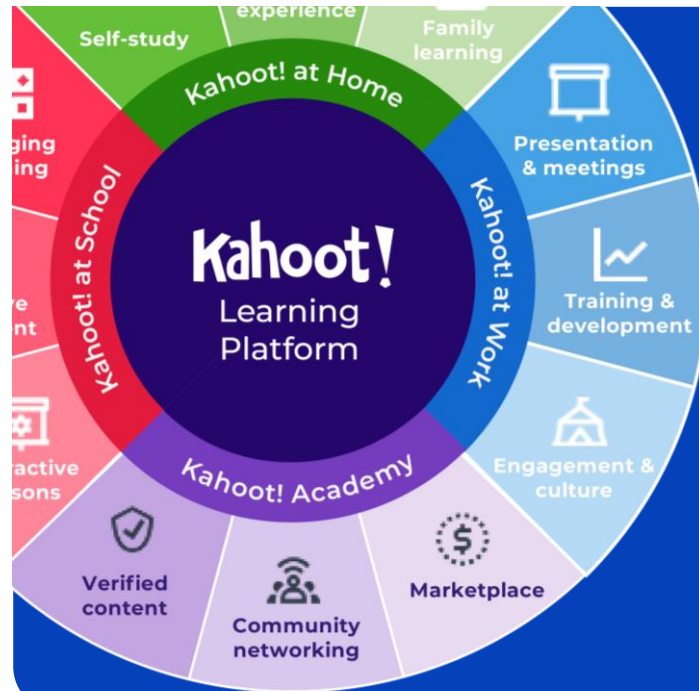 Self-study
experience
Family
learning
Kahoot! at Home
Presentation
& meetings
Kahoot! at School
Kahoot!
Learning
Platform
Kahoot! at Work
Training &
development
Engagement &
culture
Kahoot! Academy
Verified
content
Community
networking
$
Marketplace